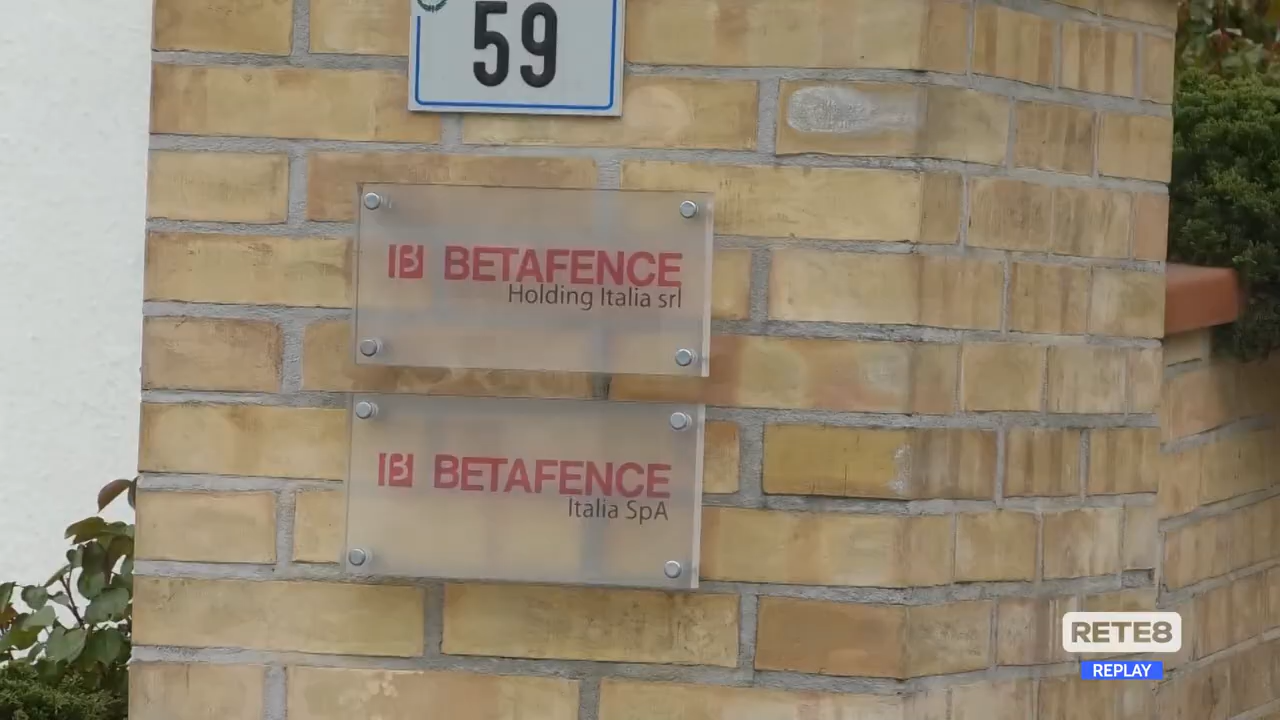 59
BETAFENCE
Holding Italia srl
BETAFENCE
Italia SpA
RETE8
REPLAY